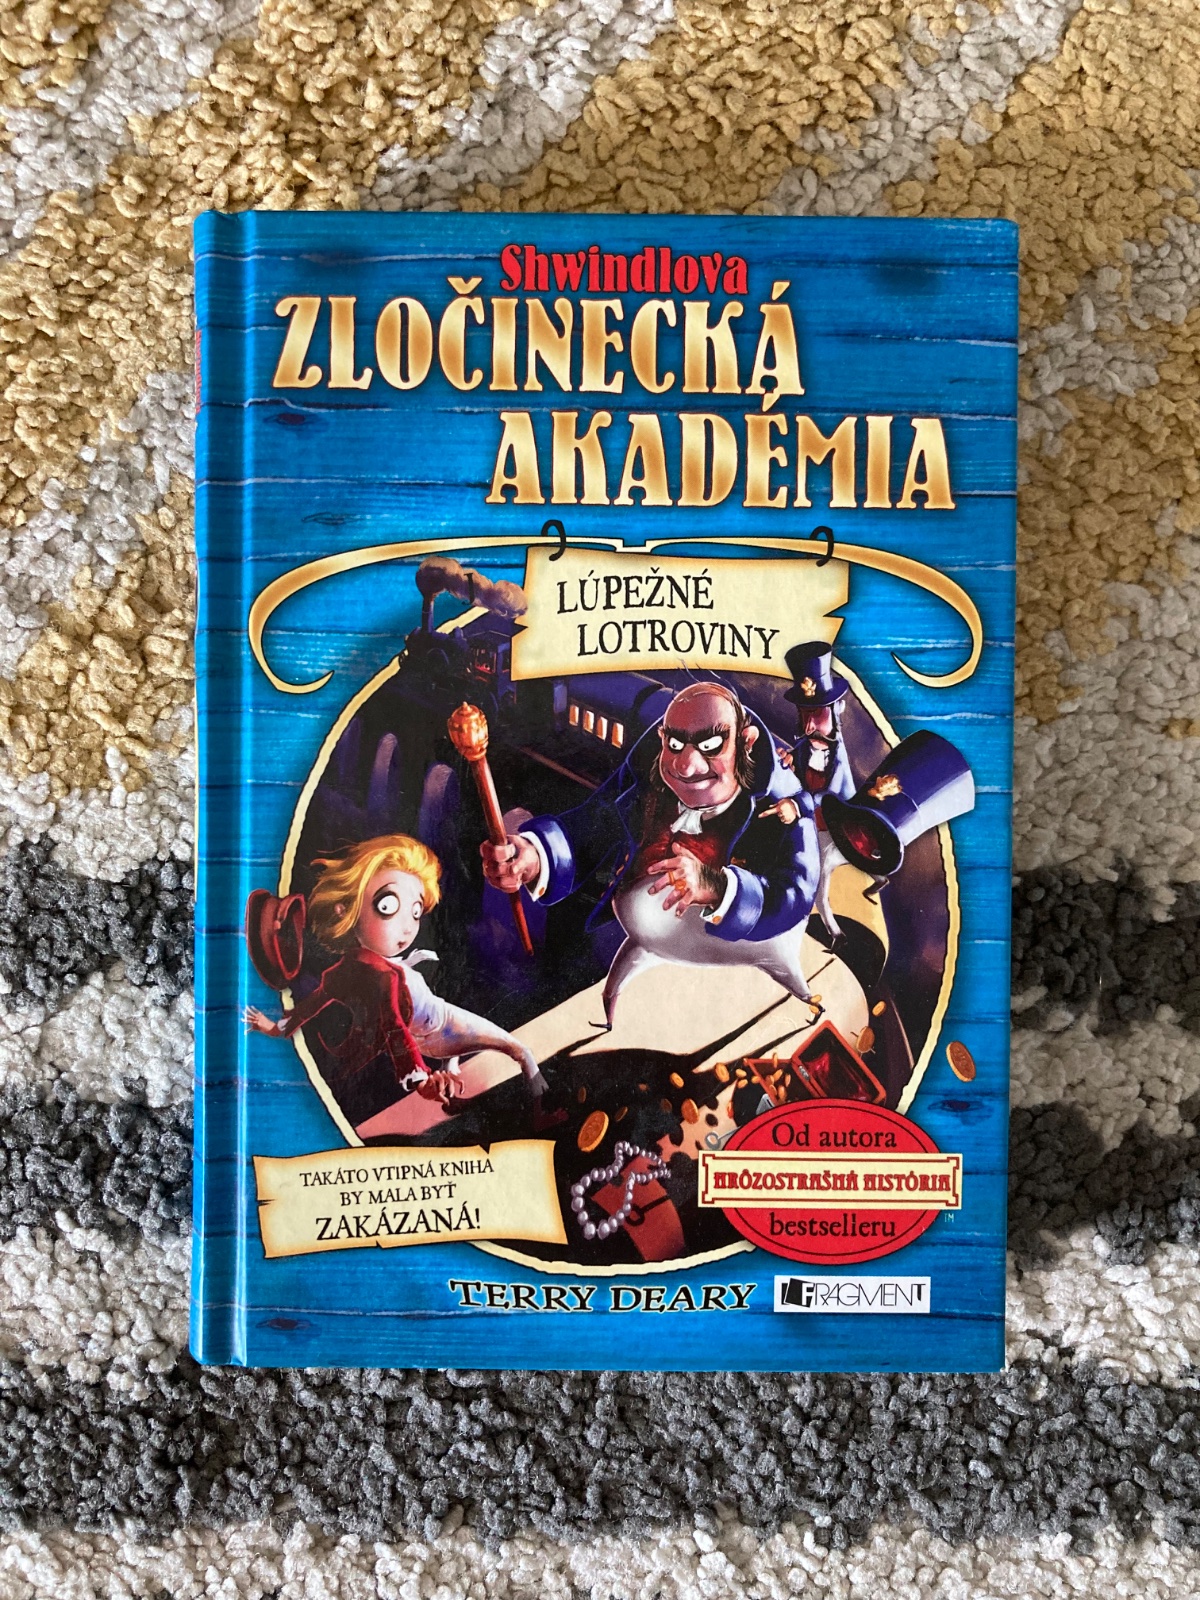 Shwindlova
ZLOČINECKÁ
AKADÉMIA
LÚPEŽNÉ
LOTROVINY
TAKÁTO VTIPNÁ KNIHA
BY MALA BYŤ
ZAKÁZANÁ!
Od autora
HRÔZOSTRAŠNÁ HISTÓRIA
TM
bestselleru
TERRY DEARY
FRAGMENT